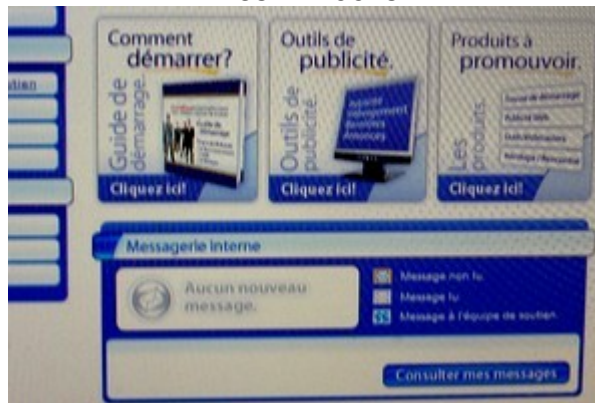 Comment
démarrer?
Guide de
démarrage.
Cliquez ici!
Outils de
publicité.
Outils de
publicité.
Cliquez ici!
Produits à
promouvoir.
Les
produits
Cliquez ici!
Messagerie Interne
Aucun nouveau
message.
Message non lu
Message lu
Message à l'équipe de soutien
Consulter mes messages